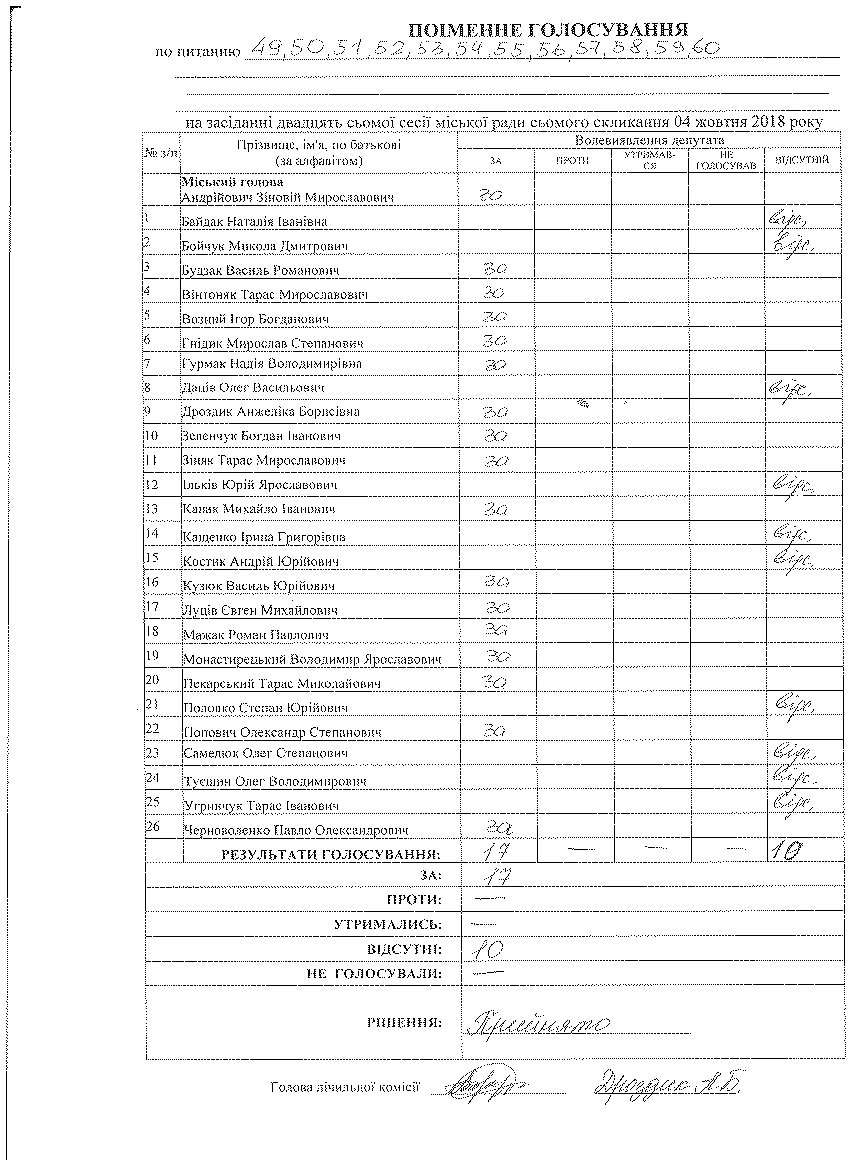 ПОІМЕННЕ ГОЛОСУВАННЯ
по питанню 49,50,51,52,53,54,55,56,57,58,59,60
на засіданні двадцять сьомої сесії міської ради сьомого скликання 04 жовтня 2018 року
№ з/п Прізвище, ім'я, по батькові (за алфавітом) Волевиявлення депутата
ЗА ПРОТИ УТРИМАВ-СЯ НЕ ГОЛОСУВАВ ВІДСУТНІЙ
Міський голова
Андрійович Зіновій Мирославович за
1 Байдак Наталія Іванівна відс.
2 Бойчук Микола Дмитрович відс.
3 Будзак Василь Романович за
4 Вінтоняк Тарас Мирославович за
5 Возний Ігор Богданович за
6 Гнідик Мирослав Степанович за
7 Гурмак Надія Володимирівна за
8 Даців Олег Васильович відс.
9 Дроздик Анжеліка Борисівна за
10 Зеленчук Богдан Іванович за
11 Зіняк Тарас Мирославович за
12 Ільків Юрій Ярославович відс.
13 Капак Михайло Іванович за
14 Кащенко Ірина Григорівна відс.
15 Костик Андрій Юрійович відс.
16 Кузюк Василь Юрійович за
17 Луців Євген Михайлович за
18 Мажак Роман Павлович за
19 Монастирецький Володимир Ярославович за
20 Пекарський Тарас Миколайович за
21 Поповко Степан Юрійович відс.
22 Попович Олександр Степанович за
23 Самелюк Олег Степанович відс.
24 Туєшин Олег Володимирович відс.
25 Угринчук Тарас Іванович відс.
26 Черноволенко Павло Олександрович за
РЕЗУЛЬТАТИ ГОЛОСУВАННЯ: 17 — — — 10
ЗА: 17
ПРОТИ: —
УТРИМАЛИСЬ: —
ВІДСУТНІ: 10
НЕ ГОЛОСУВАЛИ: —
РІШЕННЯ: Прийнято
Голова лічильної комісії Дроздик А.Б.